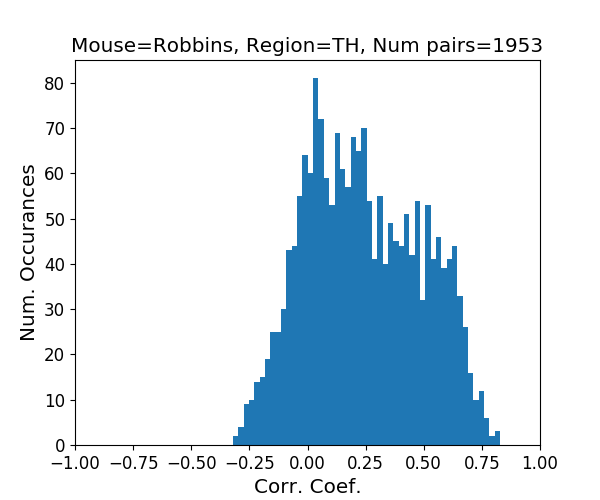 Mouse=Robbins, Region=TH, Num pairs=1953
Num. Occurances
80
70
60
50
40
30
20
10
0
−1.00 −0.75 −0.50 −0.25 0.00 0.25 0.50 0.75 1.00
Corr. Coef.